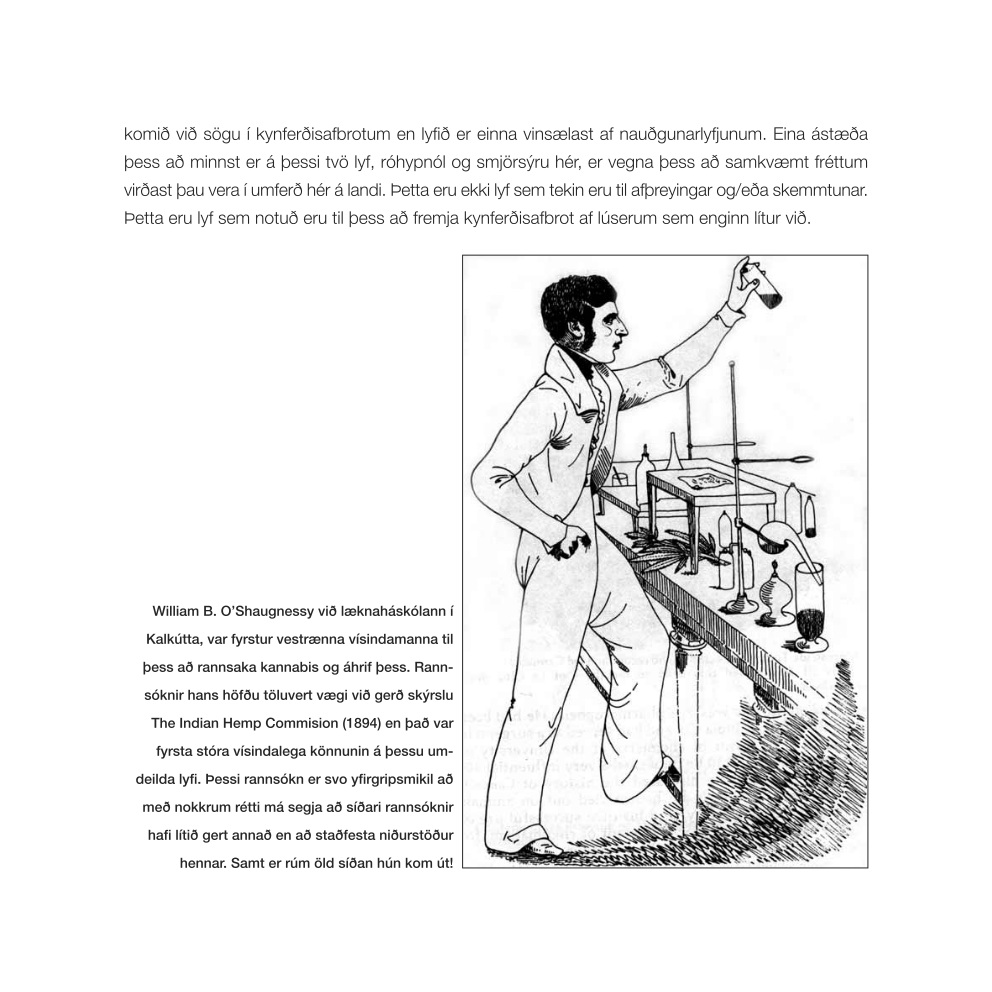 komið við sögu í kynferðisafbrotum en lyfið er einna vinsælast af nauðgunarlyfjunum. Eina ástæða
þess að minnst er á þessi tvö lyf, róhypnól og smjörsýru hér, er vegna þess að samkvæmt fréttum
virðast þau vera í umferð hér á landi. Þetta eru ekki lyf sem tekin eru til afþreyingar og/eða skemmtunar.
Þetta eru lyf sem notuð eru til þess að fremja kynferðisafbrot af lúserum sem enginn lítur við.
William B. O’Shaugnessy við læknaháskólann í
Kalkútta, var fyrstur vestrænna vísindamanna til
þess að rannsaka kannabis og áhrif þess. Rann-
sóknir hans höfðu töluvert vægi við gerð skýrslu
The Indian Hemp Commision (1894) en það var
fyrsta stóra vísindalega könnunin á þessu um-
deilda lyfi. Þessi rannsókn er svo yfirgripsmikil að
með nokkrum rétti má segja að síðari rannsóknir
hafi lítið gert annað en að staðfesta niðurstöður
hennar. Samt er rúm öld síðan hún kom út!